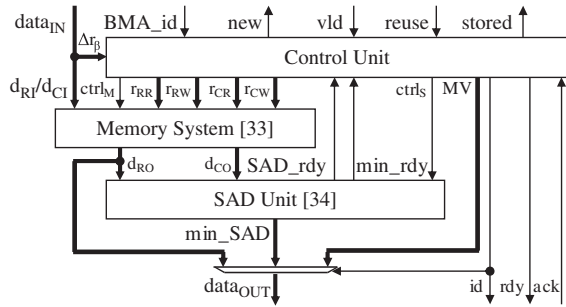 dataIN BMA_id new vld reuse stored
Δrβ
Control Unit
dRI/dCI ctrlM rRR rRW rCR rCW ctrlS MV
Memory System [33]
dRO dCO SAD_rdy min_rdy
SAD Unit [34]
min_SAD
dataOUT id rdy ack